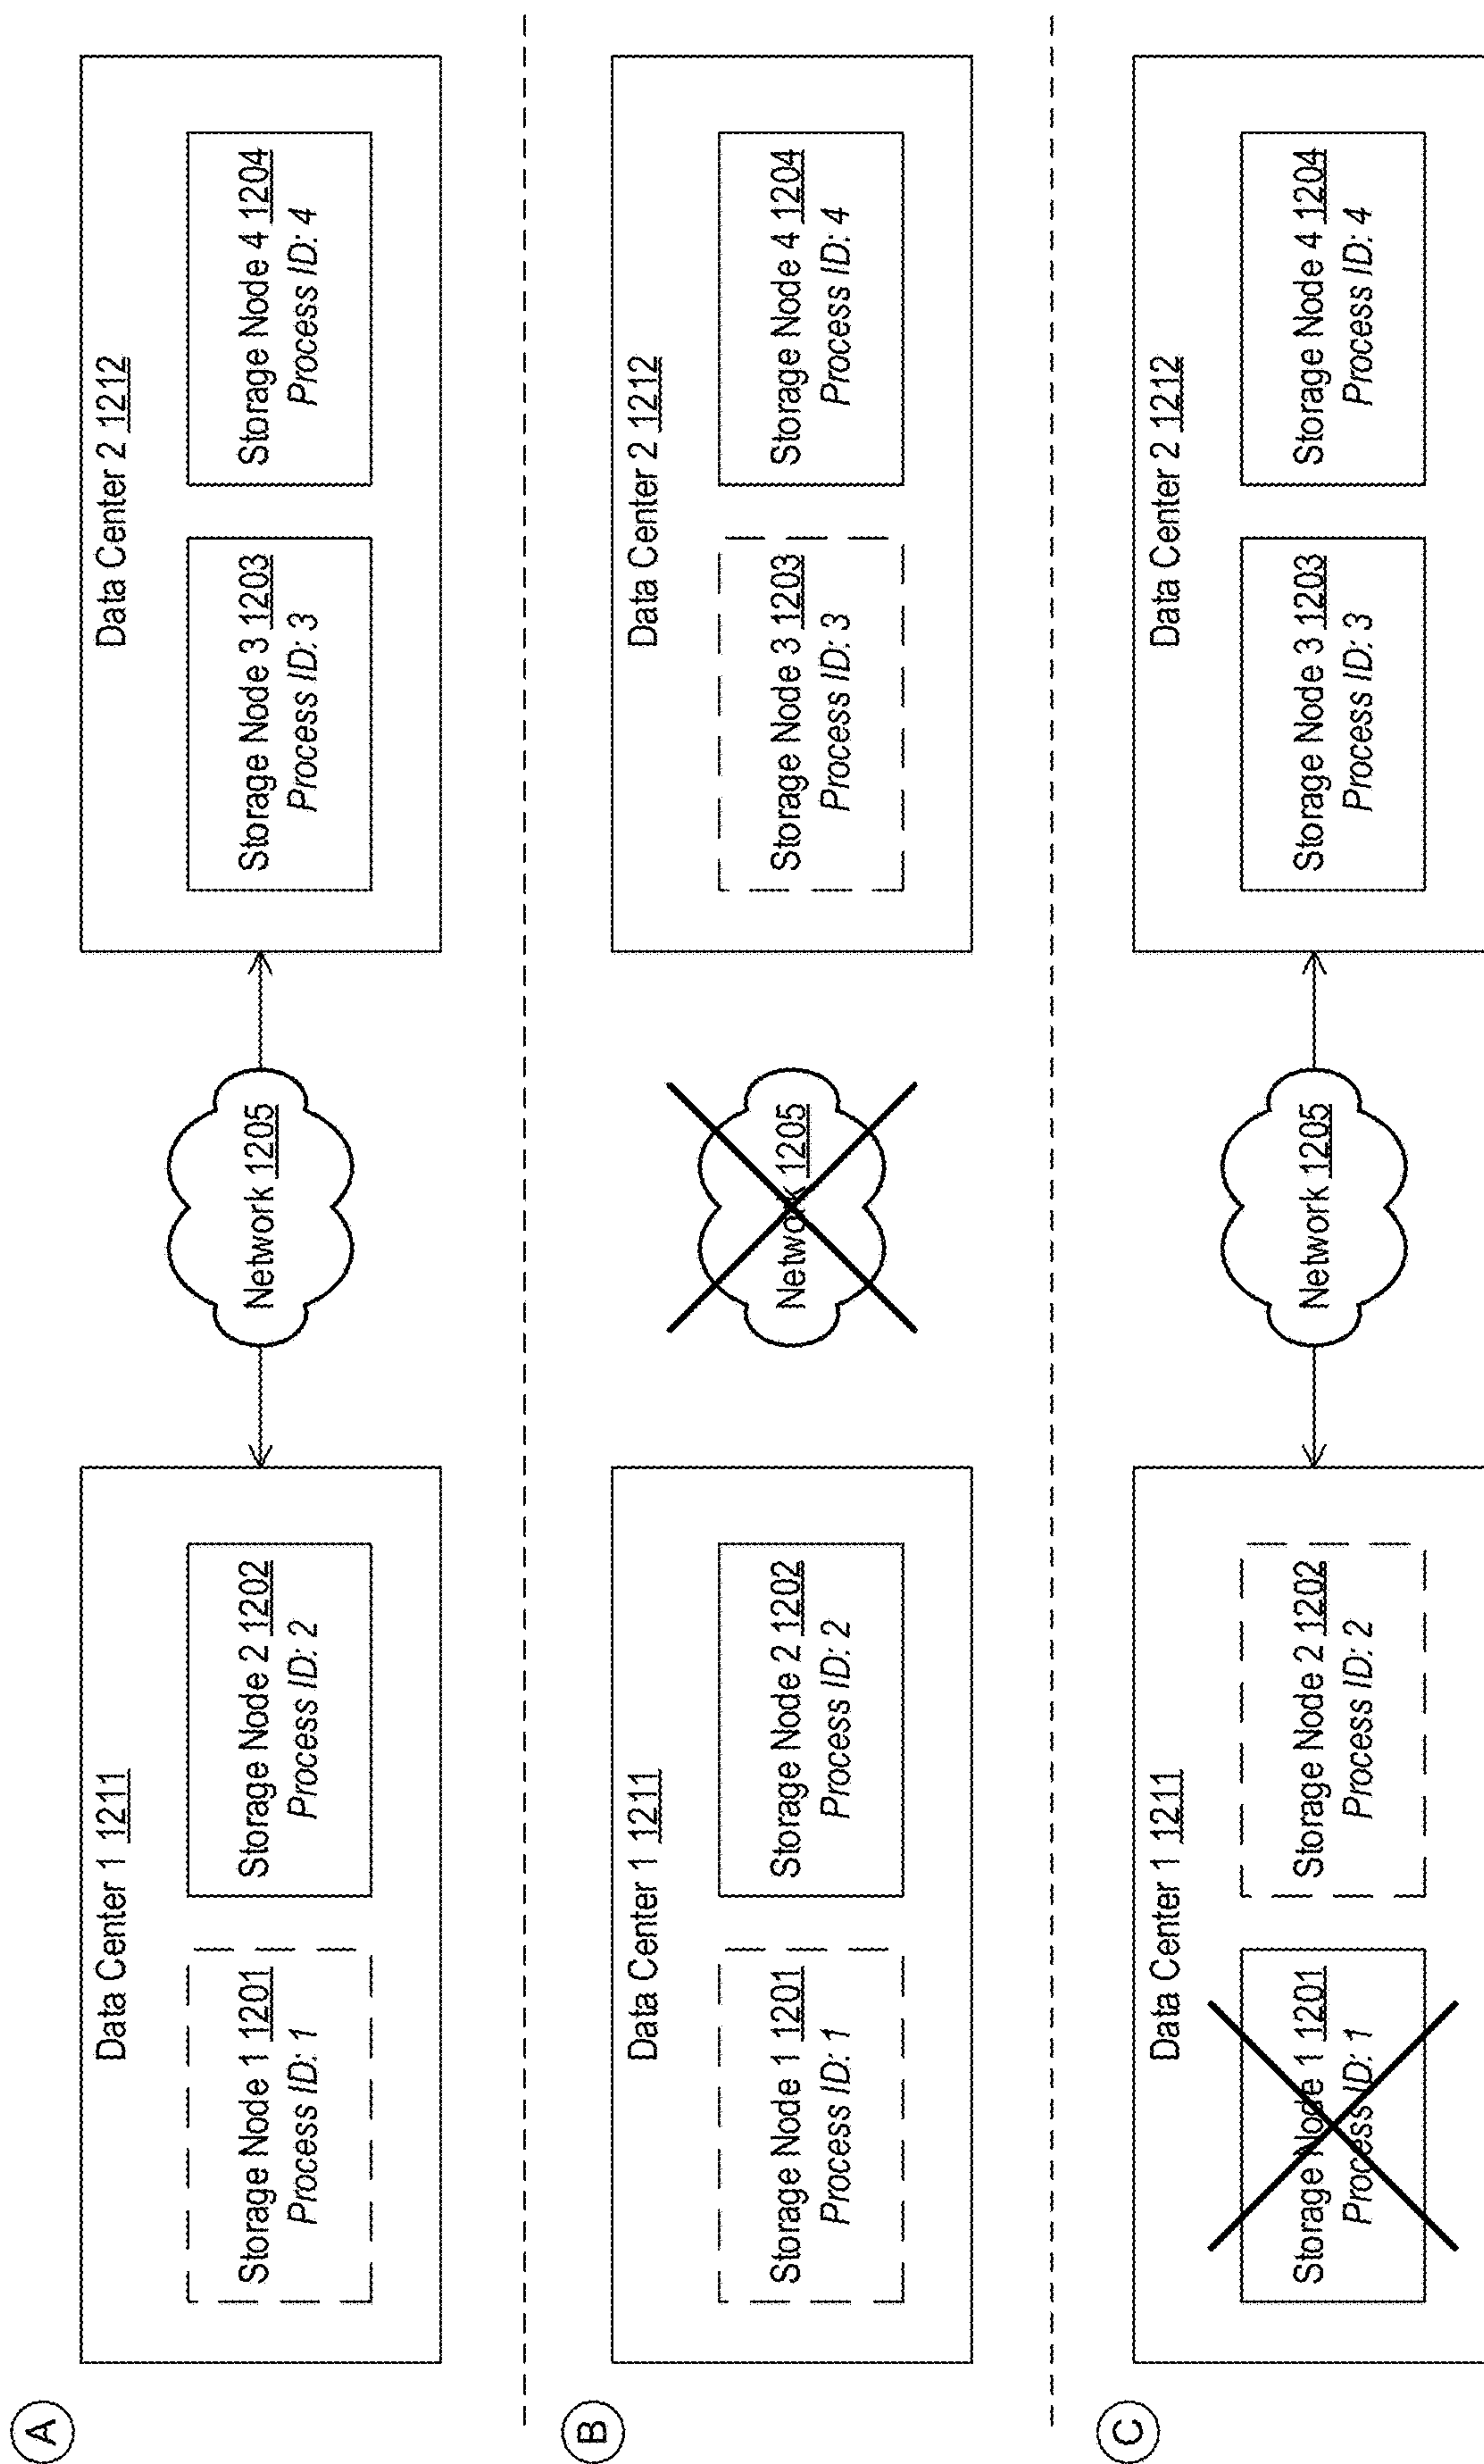 A
Data Center 1 1211
Storage Node 1 1201
Process ID: 1
Storage Node 2 1202
Process ID: 2
Network 1205
Data Center 2 1212
Storage Node 3 1203
Process ID: 3
Storage Node 4 1204
Process ID: 4
B
Data Center 1 1211
Storage Node 1 1201
Process ID: 1
Storage Node 2 1202
Process ID: 2
Network 1205
Data Center 2 1212
Storage Node 3 1203
Process ID: 3
Storage Node 4 1204
Process ID: 4
C
Data Center 1 1211
Storage Node 1 1201
Process ID: 1
Storage Node 2 1202
Process ID: 2
Network 1205
Data Center 2 1212
Storage Node 3 1203
Process ID: 3
Storage Node 4 1204
Process ID: 4